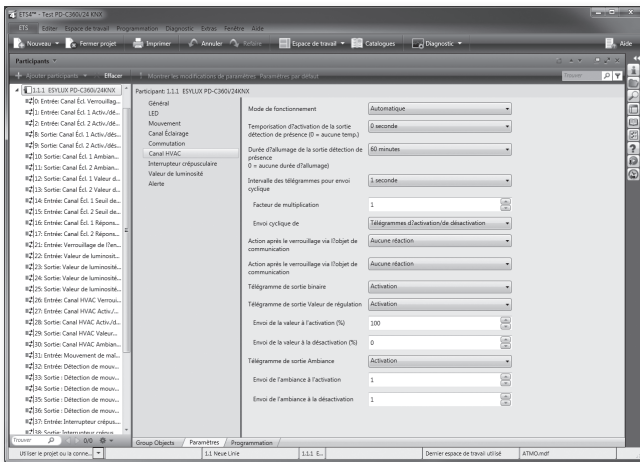 ETS4™ - Test PD-C360i/24 KNX
ETS Editer Espace de travail Programmation Diagnostic Extras Fenêtre Aide
Nouveau Fermer projet Imprimer Annuler Refaire Espace de travail Catalogues Diagnostic Aide
Participants
Ajouter participants Effacer Montrer les modifications de paramètres Paramètres par défaut Trouver
1.1.1 ESYLUX PD-C360i/24KNX
0: Entrée: Canal Écl. Verrouillag...
1: Entrée: Canal Écl. 1 Activ./dé...
2: Entrée: Canal Écl. 2 Activ./dé...
8: Sortie: Canal Écl. 1 Activ./dés...
9: Sortie: Canal Écl. 2 Activ./dés...
10: Sortie: Canal Écl. 1 Ambian...
11: Sortie: Canal Écl. 2 Ambian...
12: Sortie: Canal Écl. 1 Valeur d...
13: Sortie: Canal Écl. 2 Valeur d...
14: Entrée: Canal Écl. 1 Seuil de...
15: Entrée: Canal Écl. 2 Seuil de...
16: Entrée: Canal Écl. 1 Répons...
17: Entrée: Canal Écl. 2 Répons...
21: Entrée: Verrouillage de l?en...
22: Entrée: Valeur de luminosit...
23: Sortie: Valeur de luminosité...
24: Sortie: Valeur de luminosité...
25: Sortie: Valeur de luminosité...
26: Entrée: Canal HVAC Verroui...
27: Entrée: Canal HVAC Activ./...
28: Sortie: Canal HVAC Activ./d...
29: Sortie: Canal HVAC Valeur...
30: Sortie: Canal HVAC Ambian...
31: Entrée: Mouvement de maî...
32: Entrée: Détection de mouv...
33: Sortie: Détection de mouv...
34: Sortie : Détection de mouv...
35: Sortie: Détection de mouv...
36: Sortie: Détection de mouv...
37: Entrée: Interrupteur crépus...
38: Sortie: Interrupteur crépus...
Participant: 1.1.1 ESYLUX PD-C360i/24KNX
Général
LED
Mouvement
Canal Éclairage
Commutation
Canal HVAC
Interrupteur crépusculaire
Valeur de luminosité
Alerte
Mode de fonctionnement Automatique
Temporisation d?activation de la sortie
détection de présence (0 = aucune temp.) 0 seconde
Durée d?allumage de la sortie détection de
présence 60 minutes
0 = aucune durée d?allumage)
Intervalle des télégrammes pour envoi
cyclique 1 seconde
Facteur de multiplication 1
Envoi cyclique de Télégrammes d?activation/de désactivation
Action après le verrouillage via l?objet de
communication Aucune réaction
Action après le verrouillage via l?objet de
communication Aucune réaction
Télégramme de sortie binaire Activation
Télégramme de sortie Valeur de régulation Activation
Envoi de la valeur à l'activation (%) 100
Envoi de la valeur à la désactivation (%) 0
Télégramme de sortie Ambiance Activation
Envoi de l'ambiance à l'activation 1
Envoi de l'ambiance à la désactivation 1
Trouver 0/0
Group Objects Paramètres Programmation
Utiliser le projet ou la conne... 1.1 Neue Linie 1.1.1 E... Dernier espace de travail utilisé ATMO.mdf